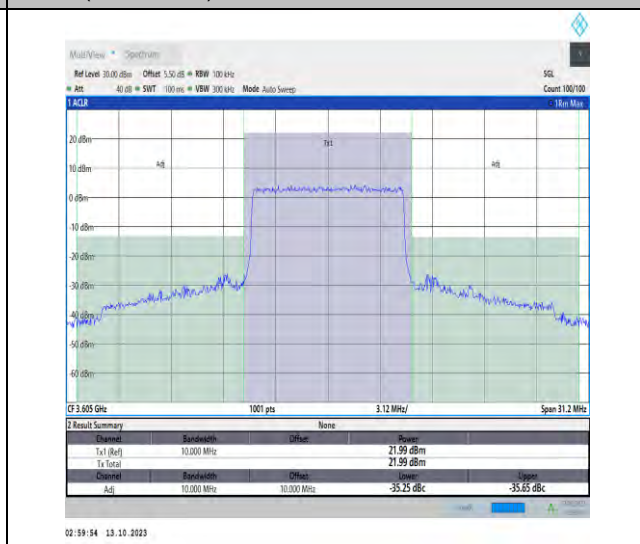 MultiView Spectrum
Ref Level 30.00 dBm Offset 5.50 dB RBW 100 kHz SGL
Att 40 dB SWT 100 ms VBW 300 kHz Mode Auto Sweep Count 100/100
1 ACLR 1Rm Max
20 dBm
Tx1
10 dBm
Adj Adj
0 dBm
-10 dBm
-20 dBm
-30 dBm
-40 dBm
-50 dBm
-60 dBm
CF 3.605 GHz 1001 pts 3.12 MHz/ Span 31.2 MHz
2 Result Summary None
Channel Bandwidth Offset Power
Tx1 (Ref) 10.000 MHz 21.99 dBm
Tx Total 21.99 dBm
Channel Bandwidth Offset Lower Upper
Adj 10.000 MHz 10.000 MHz -35.25 dBc -35.65 dBc
02:59:54 13.10.2023